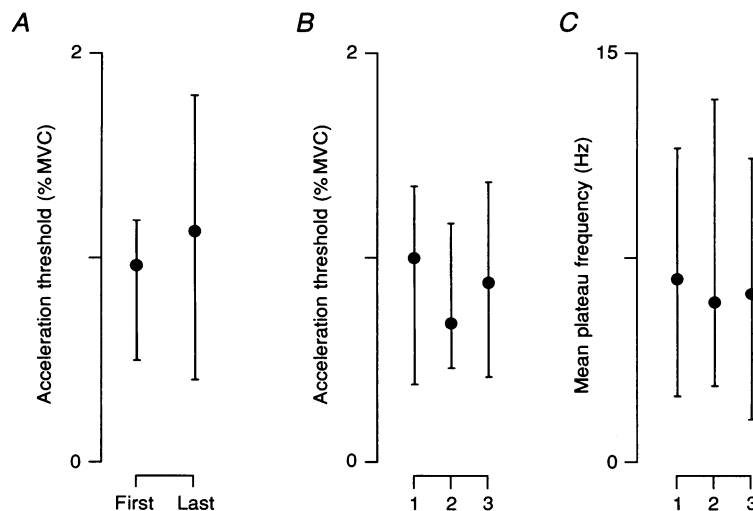 A
2
Acceleration threshold (% MVC)
0
First Last
B
2
Acceleration threshold (% MVC)
0
1 2 3
C
15
Mean plateau frequency (Hz)
0
1 2 3